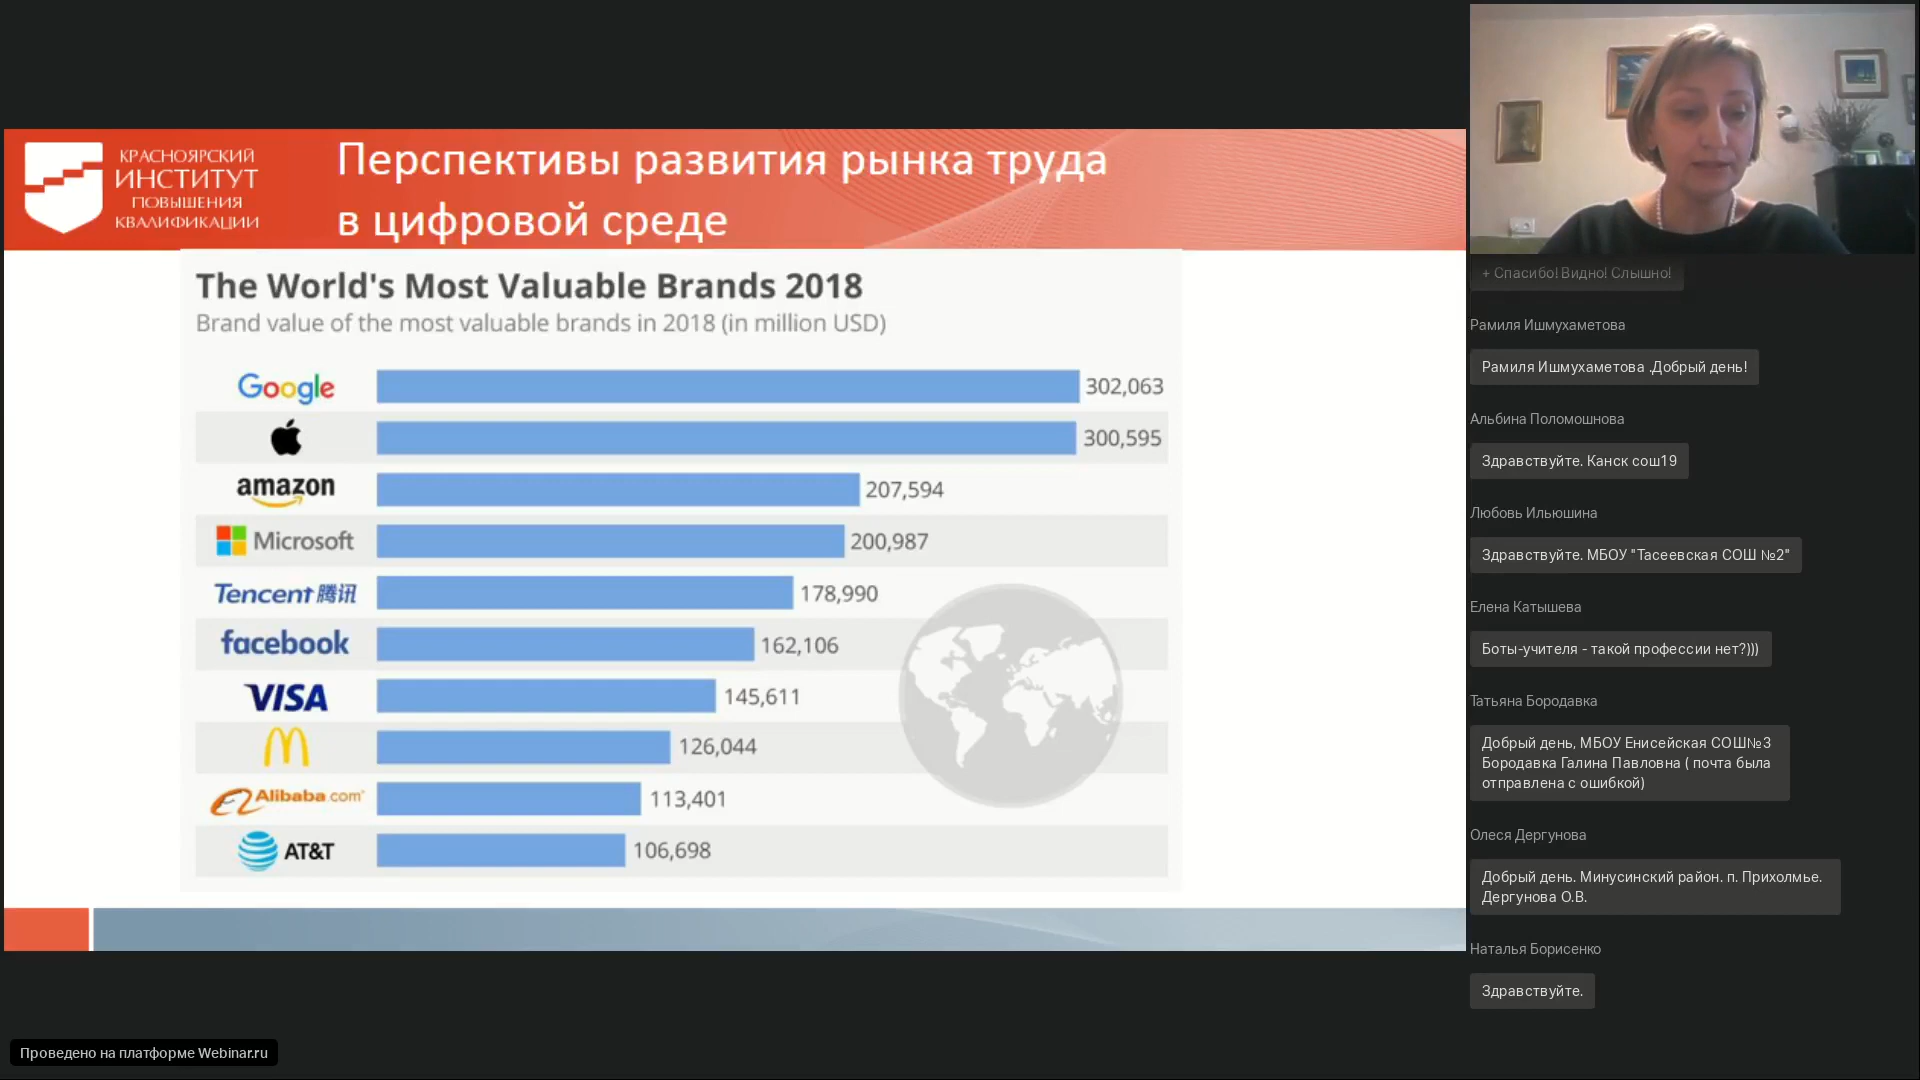 КРАСНОЯРСКИЙ
ИНСТИТУТ
ПОВЫШЕНИЯ
КВАЛИФИКАЦИИ
Перспективы развития рынка труда
в цифровой среде
The World's Most Valuable Brands 2018
Brand value of the most valuable brands in 2018 (in million USD)
Google 302,063
300,595
amazon 207,594
Microsoft 200,987
Tencent 腾讯 178,990
facebook 162,106
VISA 145,611
126,044
Alibaba.com 113,401
AT&T 106,698
+ Спасибо! Видно! Слышно!
Рамиля Ишмухаметова
Рамиля Ишмухаметова .Добрый день!
Альбина Поломошнова
Здравствуйте. Канск сош19
Любовь Ильюшина
Здравствуйте. МБОУ "Тасеевская СОШ №2"
Елена Катышева
Боты-учителя - такой профессии нет?)))
Татьяна Бородавка
Добрый день, МБОУ Енисейская СОШ№3
Бородавка Галина Павловна ( почта была
отправлена с ошибкой)
Олеся Дергунова
Добрый день. Минусинский район. п. Прихолмье.
Дергунова О.В.
Наталья Борисенко
Здравствуйте.
Проведено на платформе Webinar.ru